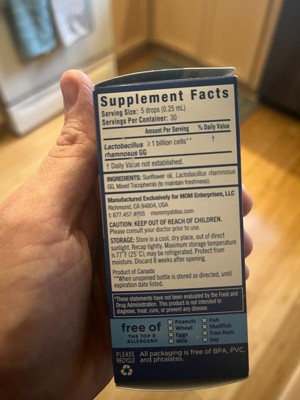 Supplement Facts
Serving Size: 5 drops (0.25 mL)
Servings Per Container: 30
Amount Per Serving % Daily Value
Lactobacillus rhamnosus GG ≥1 billion cells** †
† Daily Value not established.
INGREDIENTS: Sunflower oil, Lactobacillus rhamnosus
GG, Mixed Tocopherols (to maintain freshness).
Manufactured Exclusively for MOM Enterprises, LLC
Richmond, CA 94804, USA
t: 877.457.4955 mommysbliss.com
CAUTION: KEEP OUT OF REACH OF CHILDREN.
Please consult your doctor prior to use.
STORAGE: Store in a cool, dry place, out of direct
sunlight. Recap tightly. Maximum storage temperature
is 77˚F (25˚C); may be refrigerated. Protect from
moisture. Discard 8 weeks after opening.
Product of Canada
**When unopened bottle is stored as directed, until
expiration date listed.
*These statements have not been evaluated by the Food and
Drug Administration. This product is not intended to
diagnose, treat, cure, or prevent any disease.
free of
THE TOP 8
ALLERGENS
Peanuts
Wheat
Eggs
Milk
Fish
Shellfish
Tree Nuts
Soy
PLEASE
RECYCLE
All packaging is free of BPA, PVC,
and phtalates.